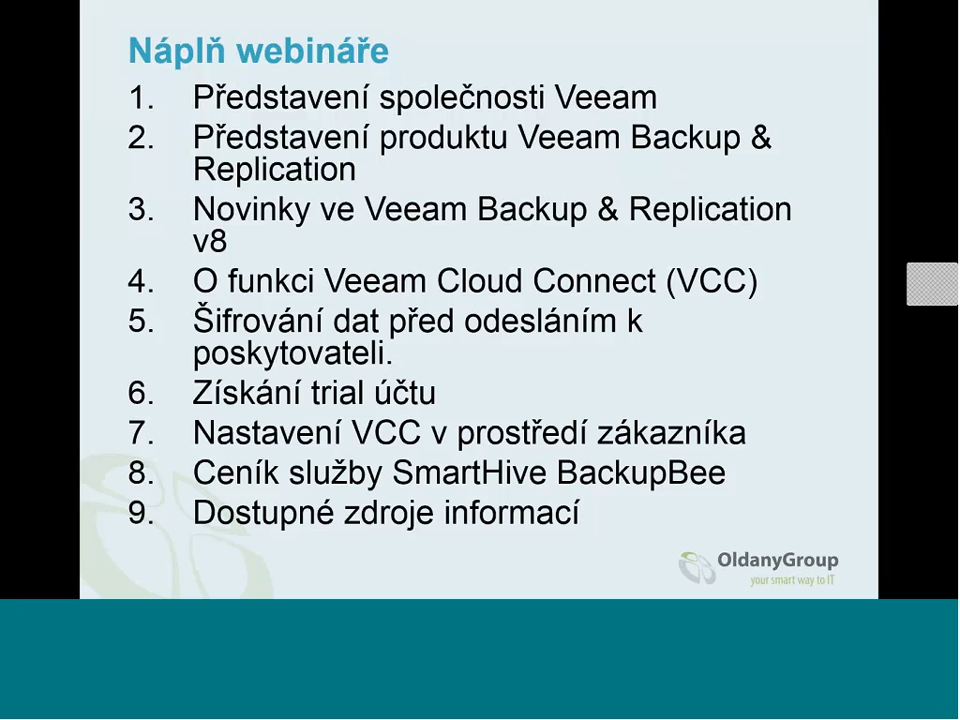 Náplň webináře
1. Představení společnosti Veeam
2. Představení produktu Veeam Backup &
Replication
3. Novinky ve Veeam Backup & Replication
v8
4. O funkci Veeam Cloud Connect (VCC)
5. Šifrování dat před odesláním k
poskytovateli.
6. Získání trial účtu
7. Nastavení VCC v prostředí zákazníka
8. Ceník služby SmartHive BackupBee
9. Dostupné zdroje informací
OldanyGroup
your smart way to IT